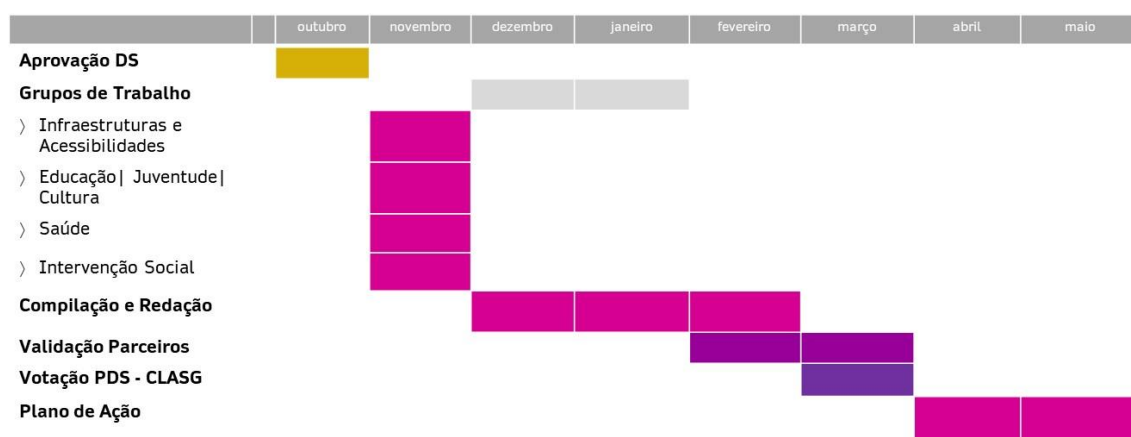 outubro novembro dezembro janeiro fevereiro março abril maio
Aprovação DS
Grupos de Trabalho
〉 Infraestruturas e
Acessibilidades
〉 Educação| Juventude|
Cultura
〉 Saúde
〉 Intervenção Social
Compilação e Redação
Validação Parceiros
Votação PDS - CLASG
Plano de Ação